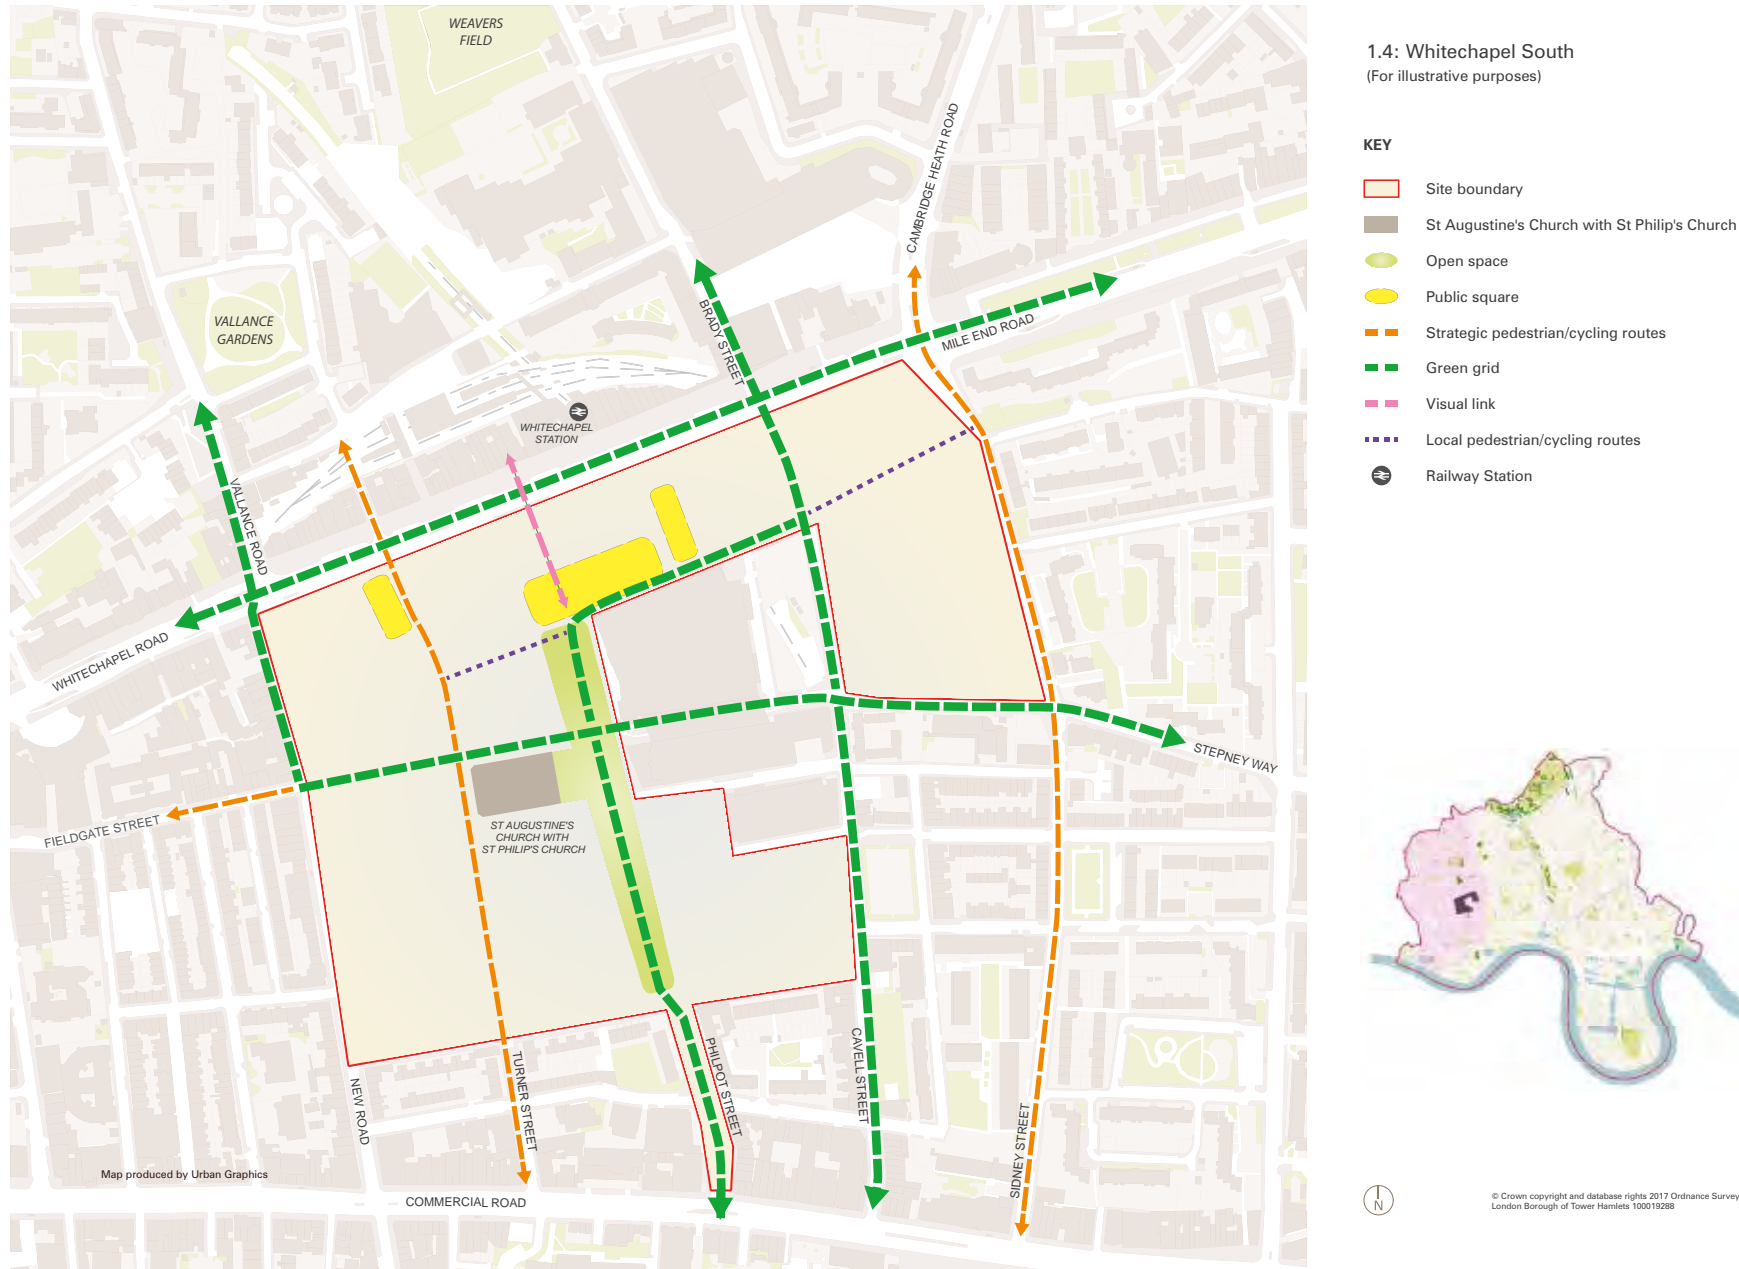 1.4: Whitechapel South
(For illustrative purposes)
KEY
Site boundary
St Augustine's Church with St Philip's Church
Open space
Public square
Strategic pedestrian/cycling routes
Green grid
Visual link
Local pedestrian/cycling routes
Railway Station
WEAVERS
FIELD
CAMBRIDGE HEATH ROAD
VALLANCE
GARDENS
BRADY STREET
MILE END ROAD
WHITECHAPEL
STATION
VALLANCE ROAD
WHITECHAPEL ROAD
STEPNEY WAY
FIELDGATE STREET
ST AUGUSTINE'S
CHURCH WITH
ST PHILIP'S CHURCH
NEW ROAD
TURNER STREET
PHILPOT STREET
CAVELL STREET
SIDNEY STREET
Map produced by Urban Graphics
COMMERCIAL ROAD
N
© Crown copyright and database rights 2017 Ordnance Survey
London Borough of Tower Hamlets 100019288